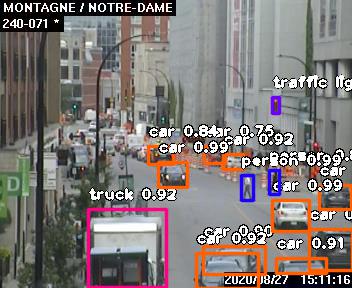 MONTAGNE / NOTRE-DAME
240-071 *
traffic lig
car 0.84
car 0.75
car 0.99
car 0.92
person 0.99
car 0.99
truck 0.92
car
car 0.92
car 0.91
2020/08/27 15:11:16